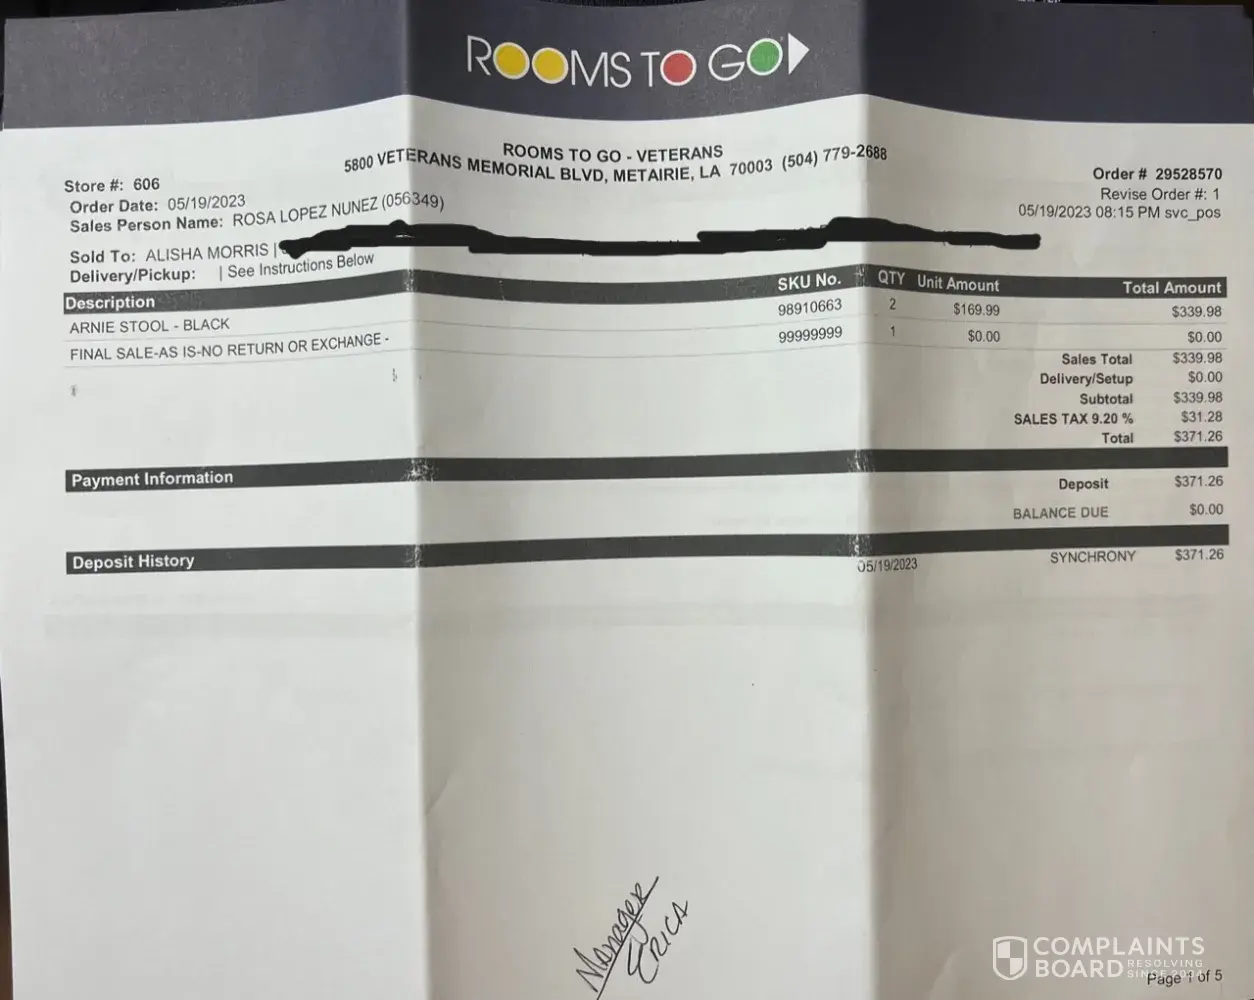 ROOMS TO GO
ROOMS TO GO - VETERANS
5800 VETERANS MEMORIAL BLVD, METAIRIE, LA 70003 (504) 779-2688
Store #: 606
Order Date: 05/19/2023
Sales Person Name: ROSA LOPEZ NUNEZ (056349)
Order # 29528570
Revise Order #: 1
05/19/2023 08:15 PM svc_pos
Sold To: ALISHA MORRIS |
Delivery/Pickup: | See Instructions Below
Description SKU No. QTY Unit Amount Total Amount
ARNIE STOOL - BLACK 98910663 2 $169.99 $339.98
FINAL SALE-AS IS-NO RETURN OR EXCHANGE - 99999999 1 $0.00 $0.00
Sales Total $339.98
Delivery/Setup $0.00
Subtotal $339.98
SALES TAX 9.20 % $31.28
Total $371.26
Payment Information
Deposit $371.26
BALANCE DUE $0.00
Deposit History
05/19/2023 SYNCHRONY $371.26
Manager
ERICA
COMPLAINTS
BOARD RESOLVING
SINCE 2004
Page 1 of 5